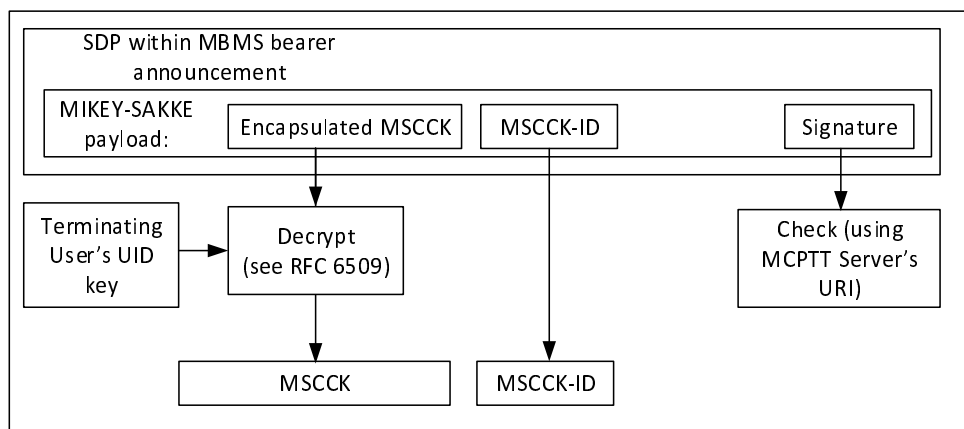 SDP within MBMS bearer
announcement
MIKEY-SAKKE
payload:
Encapsulated MSCCK
MSCCK-ID
Signature
Terminating
User's UID
key
Decrypt
(see RFC 6509)
Check (using
MCPTT Server's
URI)
MSCCK
MSCCK-ID